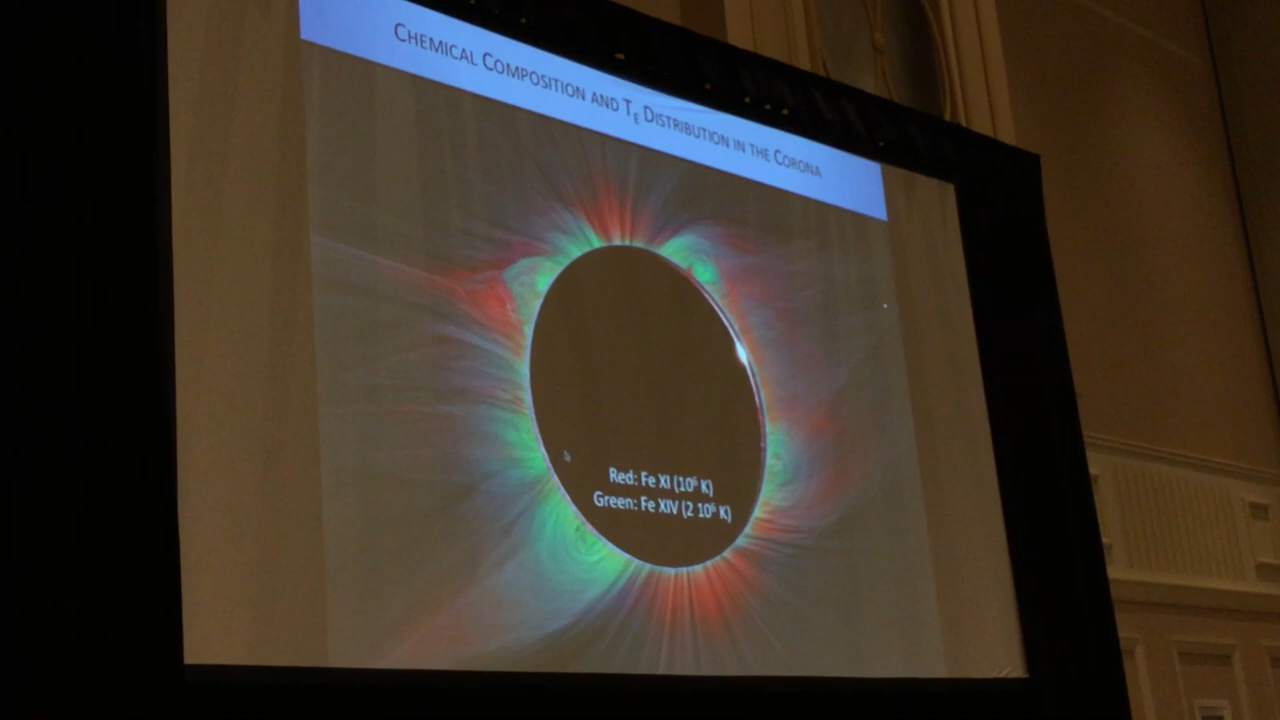 CHEMICAL COMPOSITION AND TE DISTRIBUTION IN THE CORONA
Red: Fe XI (10⁶ K)
Green: Fe XIV (2 10⁶ K)